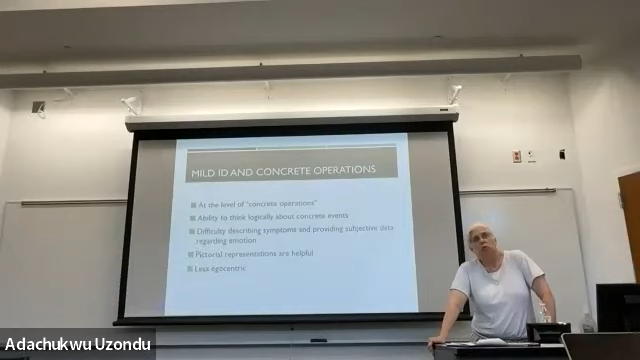 MILD ID AND CONCRETE OPERATIONS
At the level of "concrete operations"
Ability to think logically about concrete events
Difficulty describing symptoms and providing subjective data
regarding emotion
Pictorial representations are helpful
Less egocentric
Adachukwu Uzondu